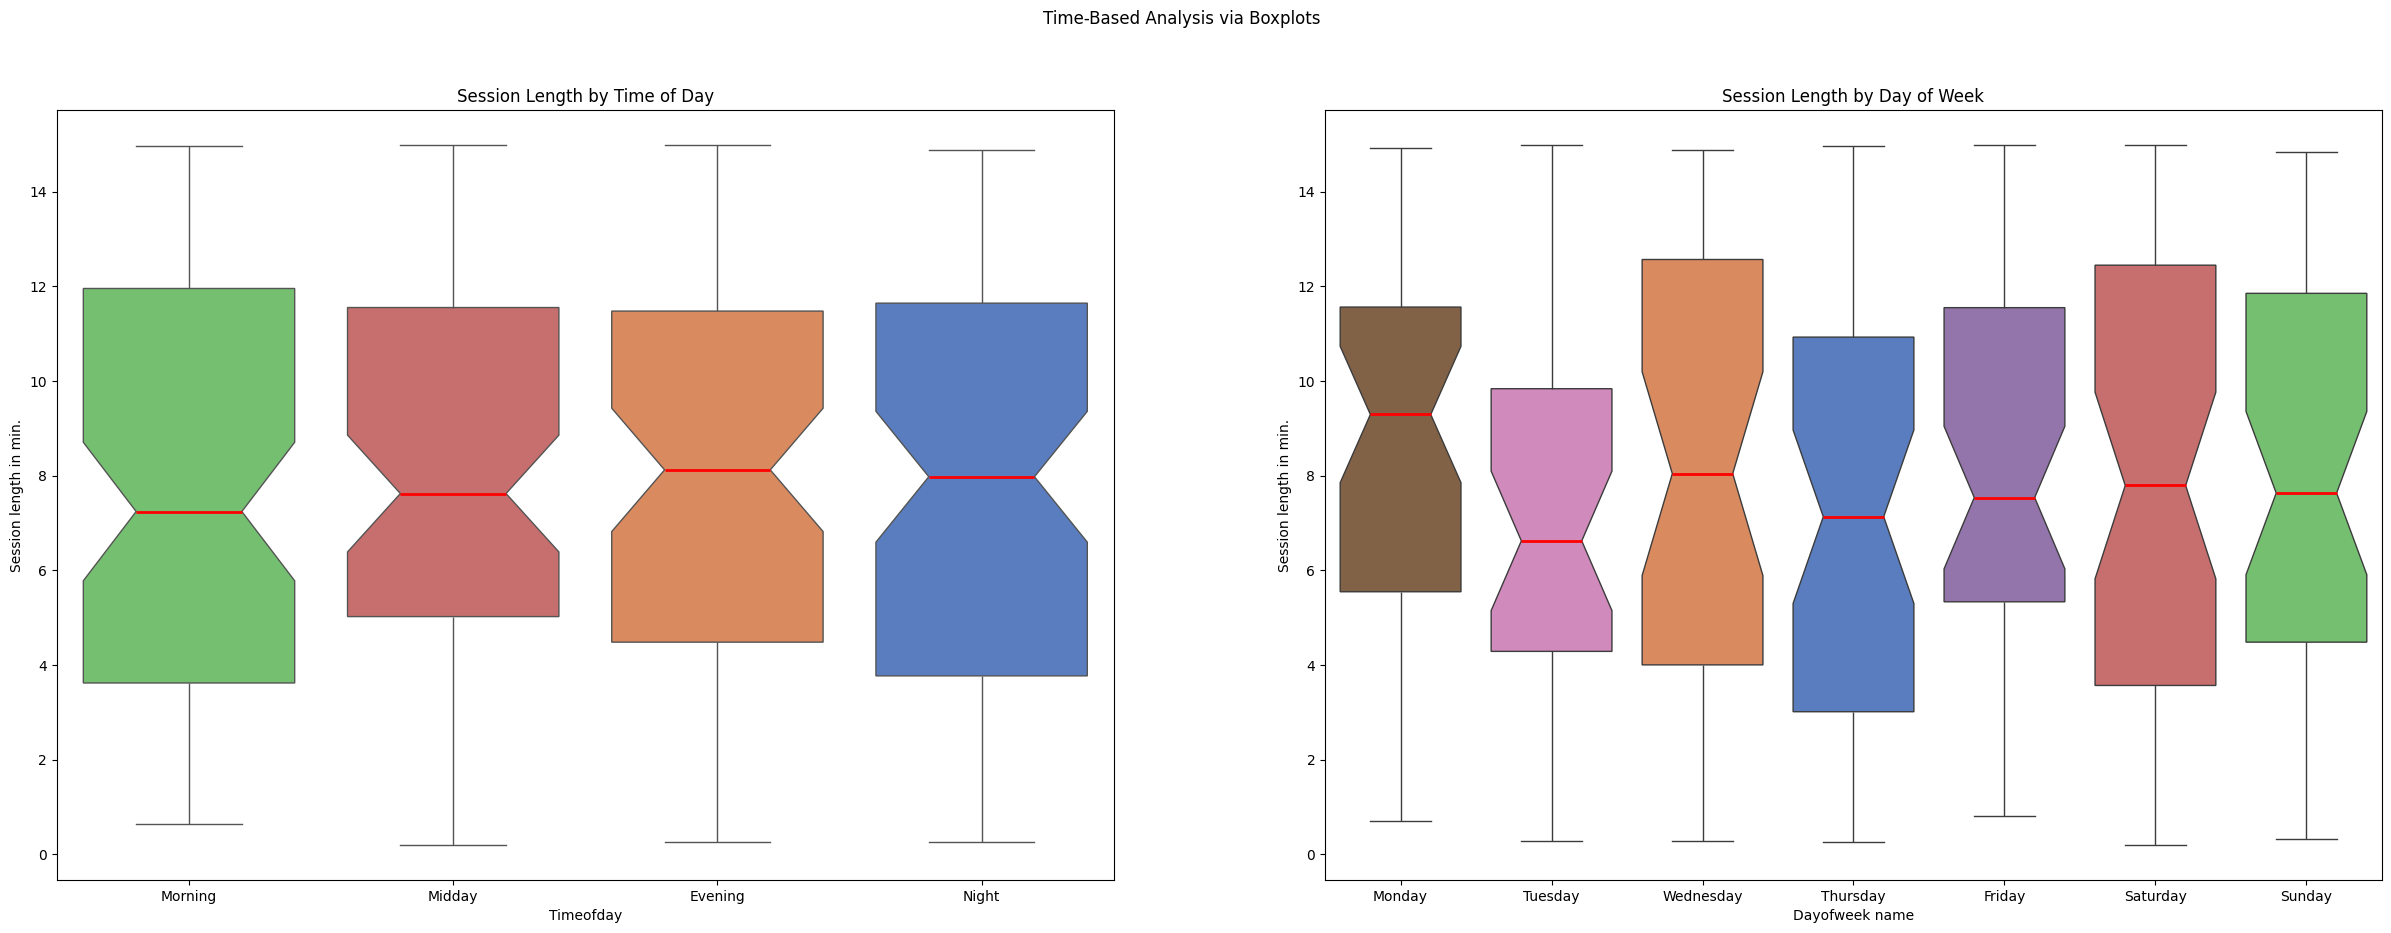 Time-Based Analysis via Boxplots
Session Length by Time of Day
Session length in min.
14
12
10
8
6
4
2
0
Morning Midday Evening Night
Timeofday
Session Length by Day of Week
Session length in min.
14
12
10
8
6
4
2
0
Monday Tuesday Wednesday Thursday Friday Saturday Sunday
Dayofweek name